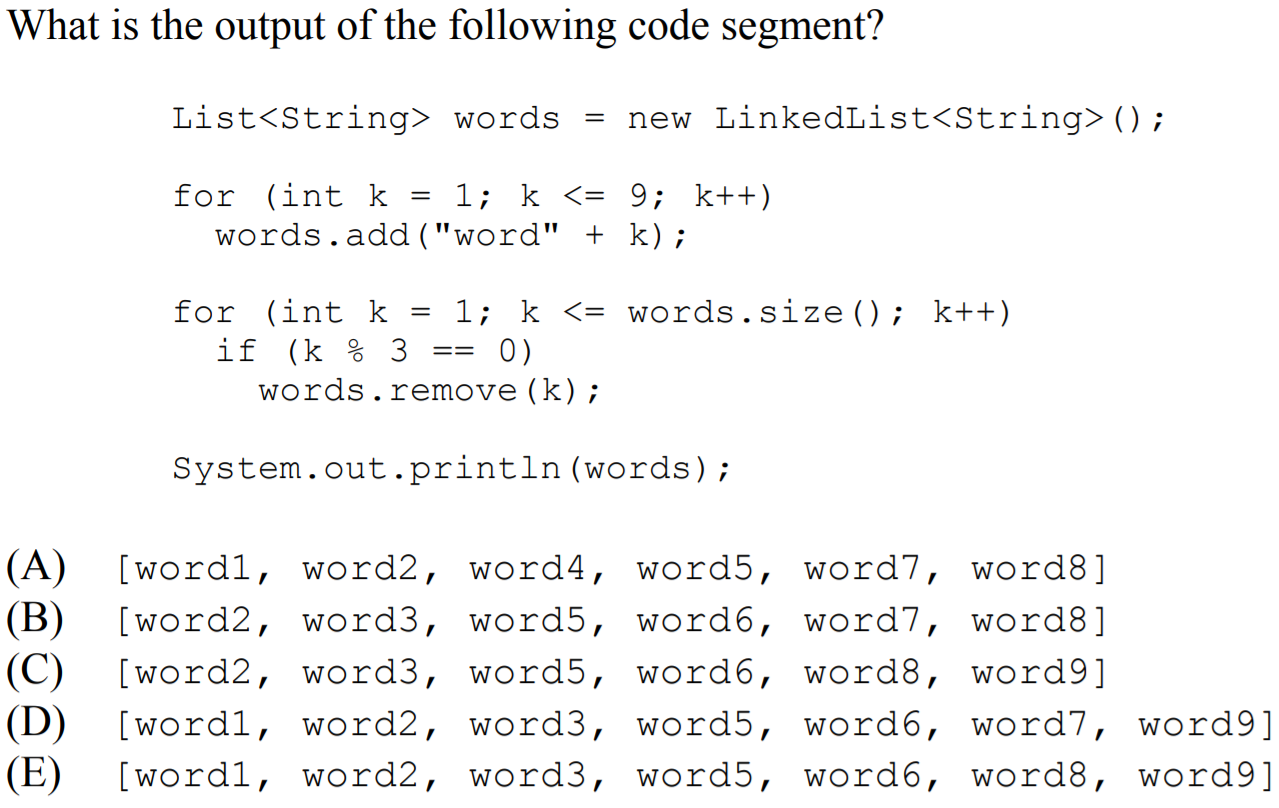 What is the output of the following code segment?
List<String> words = new LinkedList<String>();
for (int k = 1; k <= 9; k++)
words.add("word" + k);
for (int k = 1; k <= words.size(); k++)
if (k % 3 == 0)
words.remove(k);
System.out.println(words);
(A) [word1, word2, word4, word5, word7, word8]
(B) [word2, word3, word5, word6, word7, word8]
(C) [word2, word3, word5, word6, word8, word9]
(D) [word1, word2, word3, word5, word6, word7, word9]
(E) [word1, word2, word3, word5, word6, word8, word9]